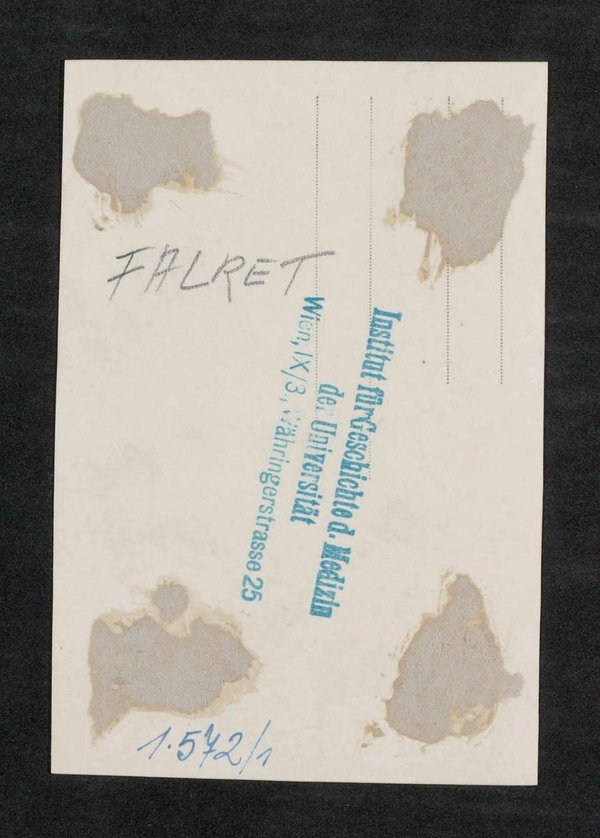 FALRET
Institut für Geschichte d. Medizin
der Universität
Wien, IX/3, Währingerstrasse 25
1.572/1